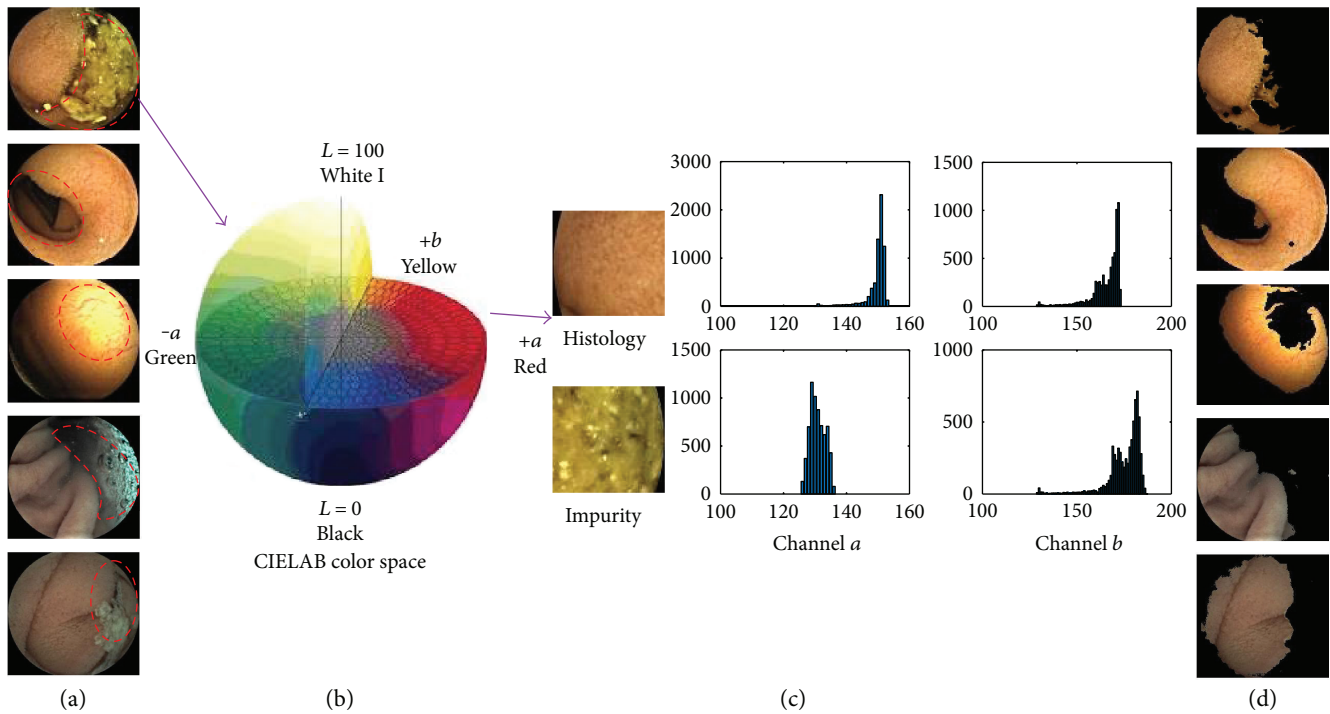 L = 100
White I
+b
Yellow
−a
Green
+a
Red
L = 0
Black
CIELAB color space
Histology
Impurity
3000
2000
1000
0
100 120 140 160
1500
1000
500
0
100 150 200
1500
1000
500
0
100 120 140 160
Channel a
1000
500
0
100 150 200
Channel b
(a) (b) (c) (d)